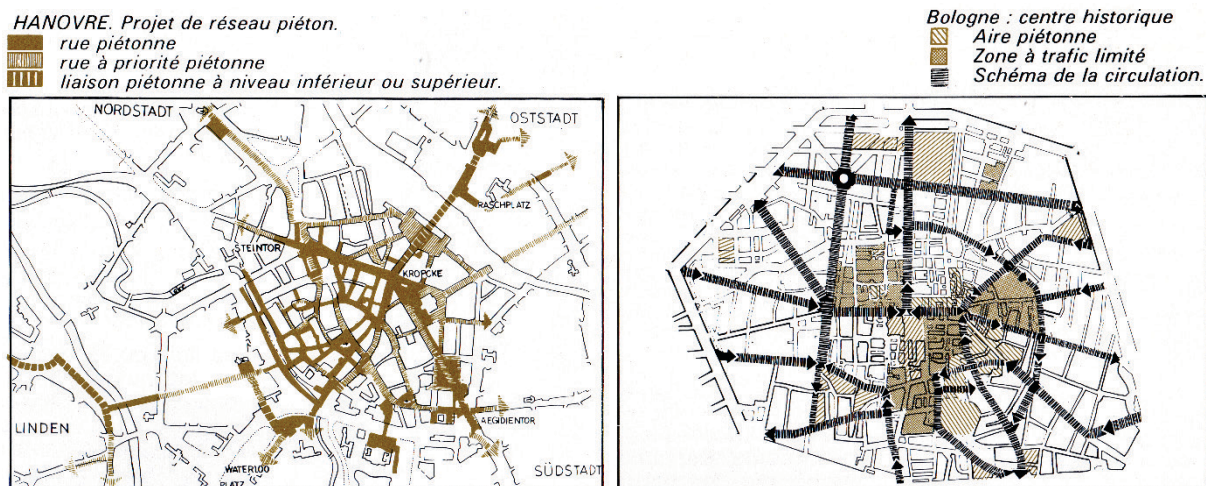 HANOVRE. Projet de réseau piéton.
rue piétonne
rue à priorité piétonne
liaison piétonne à niveau inférieur ou supérieur.
Bologne : centre historique
Aire piétonne
Zone à trafic limité
Schéma de la circulation.
NORDSTADT
OSTSTADT
RASCHPLATZ
STEINTOR
KROPCKE
AEGIDIENTOR
LINDEN
WATERLOO
PLATZ
SÜDSTADT